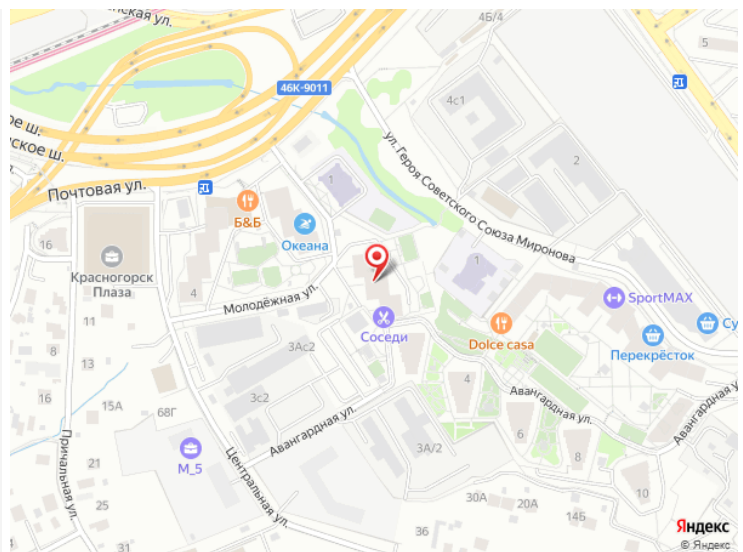 4Б/4
5
46К-9011
4с1
2
ул. Героя Советского Союза Миронова
Почтовая ул.
1
Б&Б
Океана
16
Красногорск
Плаза
4
Молодёжная ул.
1
SportMAX
11
Соседи
Dolce casa
Перекрёсток
8
13
3Ас2
16
15А
68Г
3с2
Авангардная ул.
4
Авангардная ул.
6
8
3А/2
М_5
21
25
Причальная ул.
Центральная ул.
30А
20А
14Б
10
36
Яндекс
© Яндекс